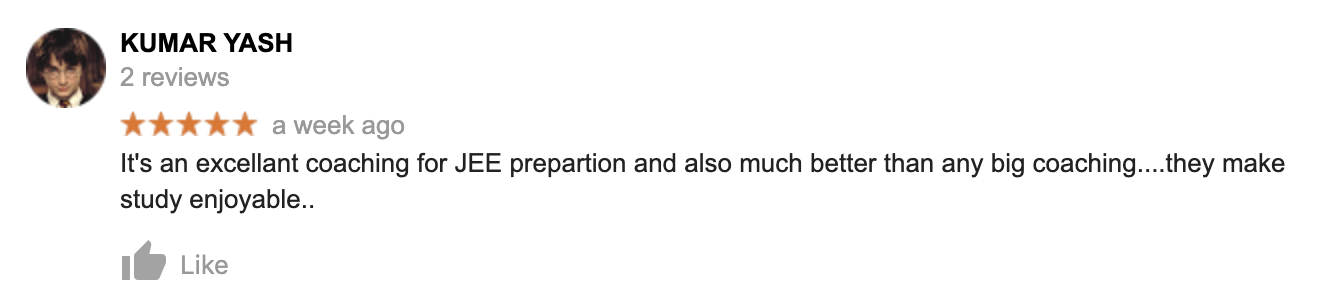 KUMAR YASH
2 reviews
a week ago
It's an excellant coaching for JEE prepartion and also much better than any big coaching....they make
study enjoyable..
Like